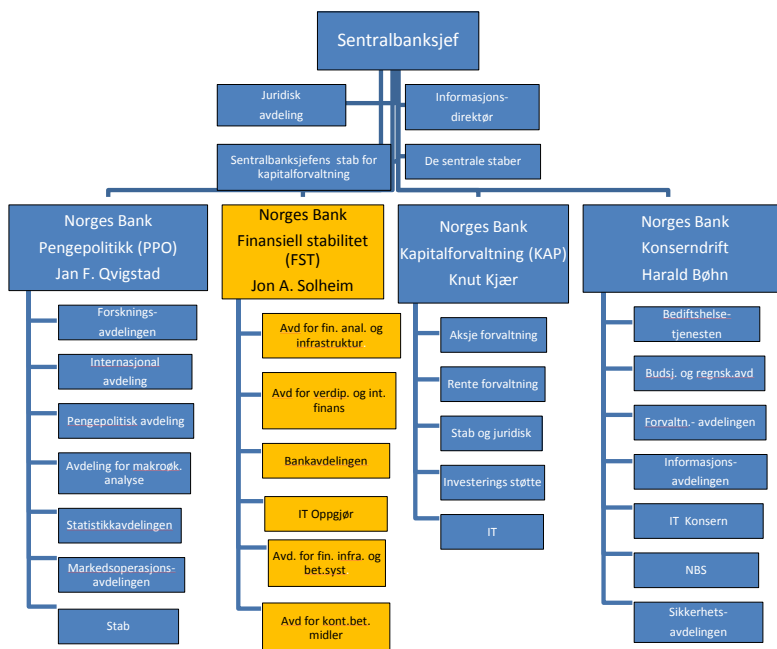 Sentralbanksjef
Juridisk
avdeling
Informasjons-
direktør
Sentralbanksjefens stab for
kapitalforvaltning
De sentrale staber
Norges Bank
Pengepolitikk (PPO)
Jan F. Qvigstad
Forsknings-
avdelingen
Internasjonal
avdeling
Pengepolitisk avdeling
Avdeling for makroøk.
analyse
Statistikkavdelingen
Markedsoperasjons-
avdelingen
Stab
Norges Bank
Finansiell stabilitet
(FST)
Jon A. Solheim
Avd for fin. anal. og
infrastruktur.
Avd for verdip. og int.
finans
Bankavdelingen
IT Oppgjør
Avd. for fin. infra. og
bet.syst
Avd for kont.bet.
midler
Norges Bank
Kapitalforvaltning (KAP)
Knut Kjær
Aksje forvaltning
Rente forvaltning
Stab og juridisk
Investerings støtte
IT
Norges Bank
Konserndrift
Harald Bøhn
Bediftshelse-
tjenesten
Budsj. og regnsk.avd
Forvaltn.- avdelingen
Informasjons-
avdelingen
IT Konsern
NBS
Sikkerhets-
avdelingen